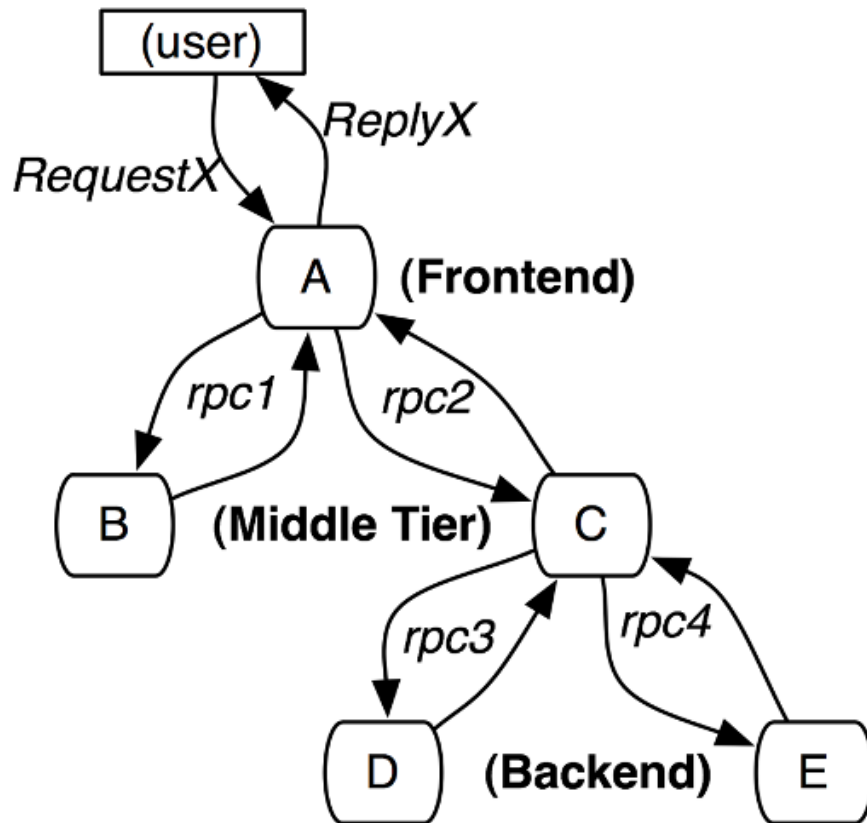 (user)
ReplyX
RequestX
A
(Frontend)
rpc1
rpc2
B
(Middle Tier)
C
rpc3
rpc4
D
(Backend)
E